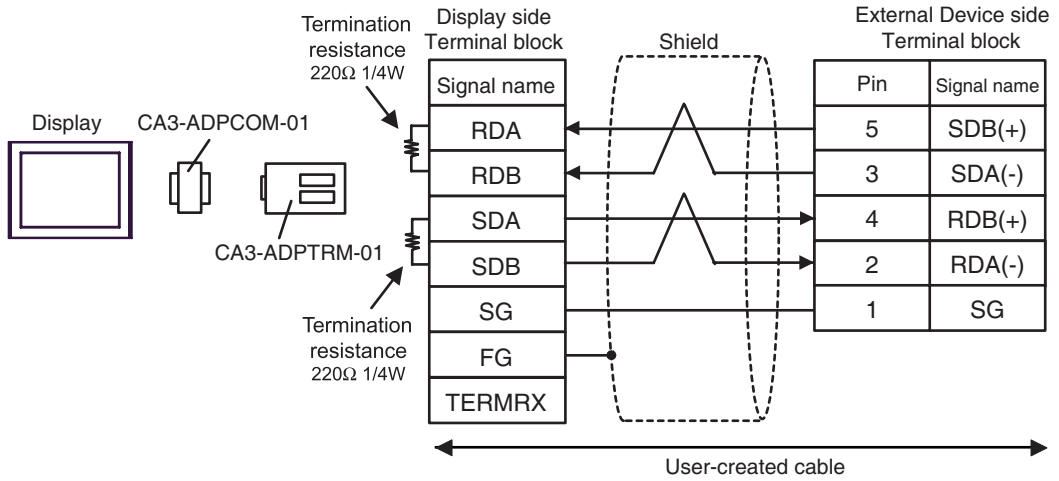 Termination
resistance
220Ω 1/4W
Display side
Terminal block
Shield
External Device side
Terminal block
Display
CA3-ADPCOM-01
CA3-ADPTRM-01
Termination
resistance
220Ω 1/4W
Signal name
RDA
RDB
SDA
SDB
SG
FG
TERMRX
Pin Signal name
5 SDB(+)
3 SDA(-)
4 RDB(+)
2 RDA(-)
1 SG
User-created cable